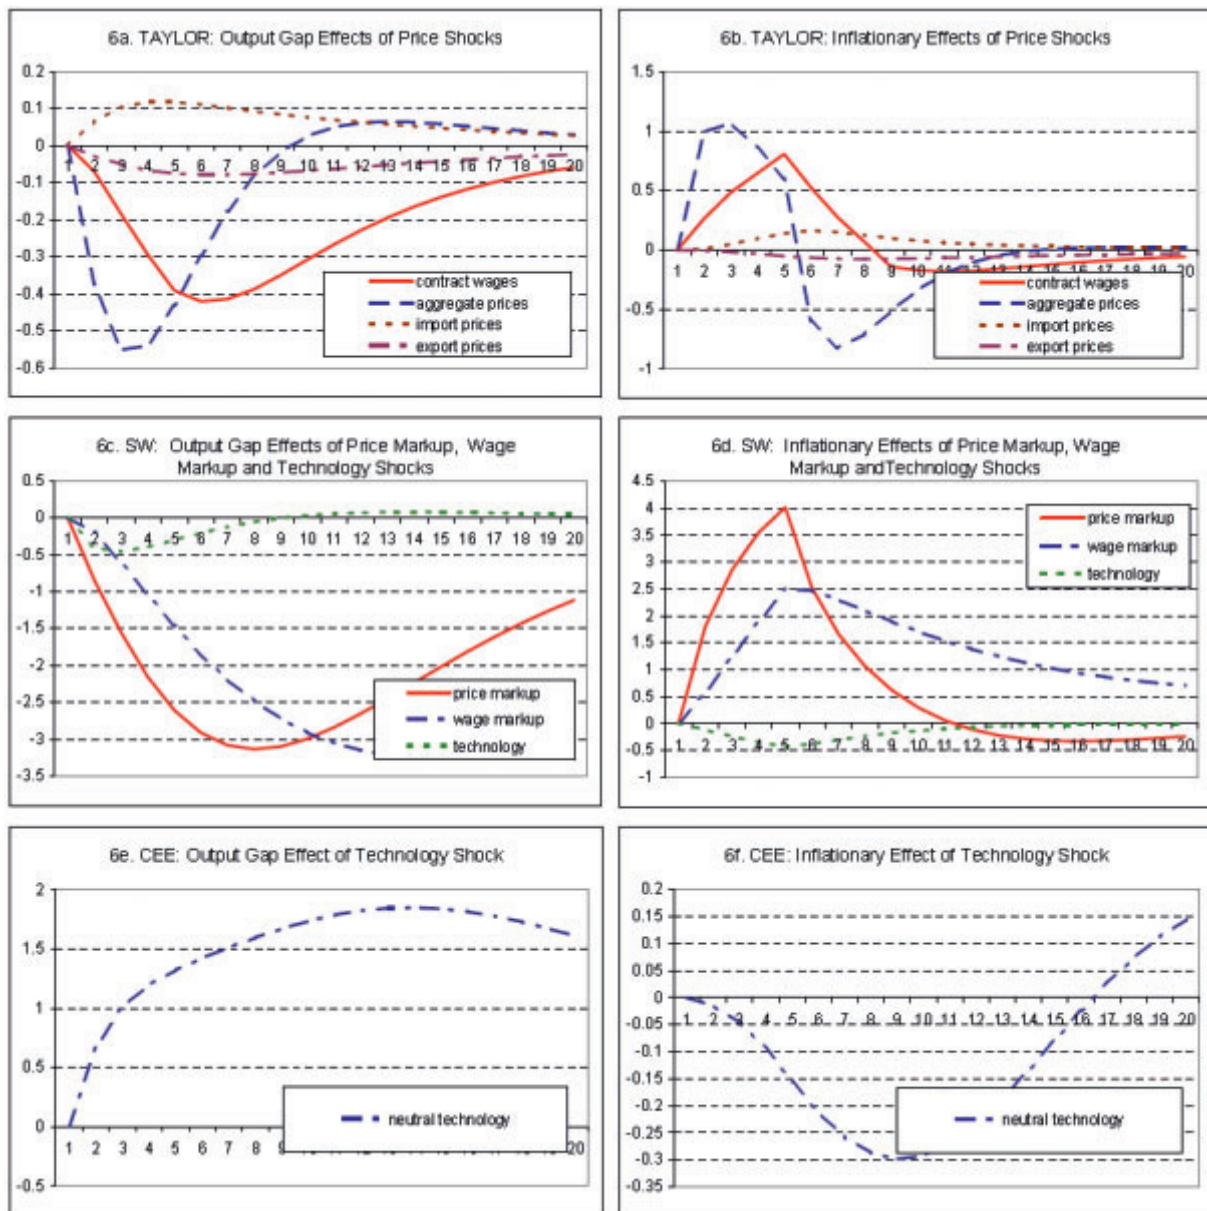 6a. TAYLOR: Output Gap Effects of Price Shocks
0.2
0.1
0
-0.1
-0.2
-0.3
-0.4
-0.5
-0.6
1 2 3 4 5 6 7 8 9 10 11 12 13 14 15 16 17 18 19 20
contract wages
aggregate prices
import prices
export prices
6b. TAYLOR: Inflationary Effects of Price Shocks
1.5
1
0.5
0
-0.5
-1
1 2 3 4 5 6 7 8 9 10 11 12 13 14 15 16 17 18 19 20
contract wages
aggregate prices
import prices
export prices
6c. SW: Output Gap Effects of Price Markup, Wage
Markup and Technology Shocks
0.5
0
-0.5
-1
-1.5
-2
-2.5
-3
-3.5
1 2 3 4 5 6 7 8 9 10 11 12 13 14 15 16 17 18 19 20
price markup
wage markup
technology
6d. SW: Inflationary Effects of Price Markup, Wage
Markup andTechnology Shocks
4.5
4
3.5
3
2.5
2
1.5
1
0.5
0
-0.5
-1
1 2 3 4 5 6 7 8 9 10 11 12 13 14 15 16 17 18 19 20
price markup
wage markup
technology
6e. CEE: Output Gap Effect of Technology Shock
2
1.5
1
0.5
0
-0.5
1 2 3 4 5 6 7 8 9 20
neutral technology
6f. CEE: Inflationary Effect of Technology Shock
0.2
0.15
0.1
0.05
0
-0.05
-0.1
-0.15
-0.2
-0.25
-0.3
-0.35
1 2 3 4 5 6 7 8 9 10 11 12 13 14 15 16 17 18 19 20
neutral technology